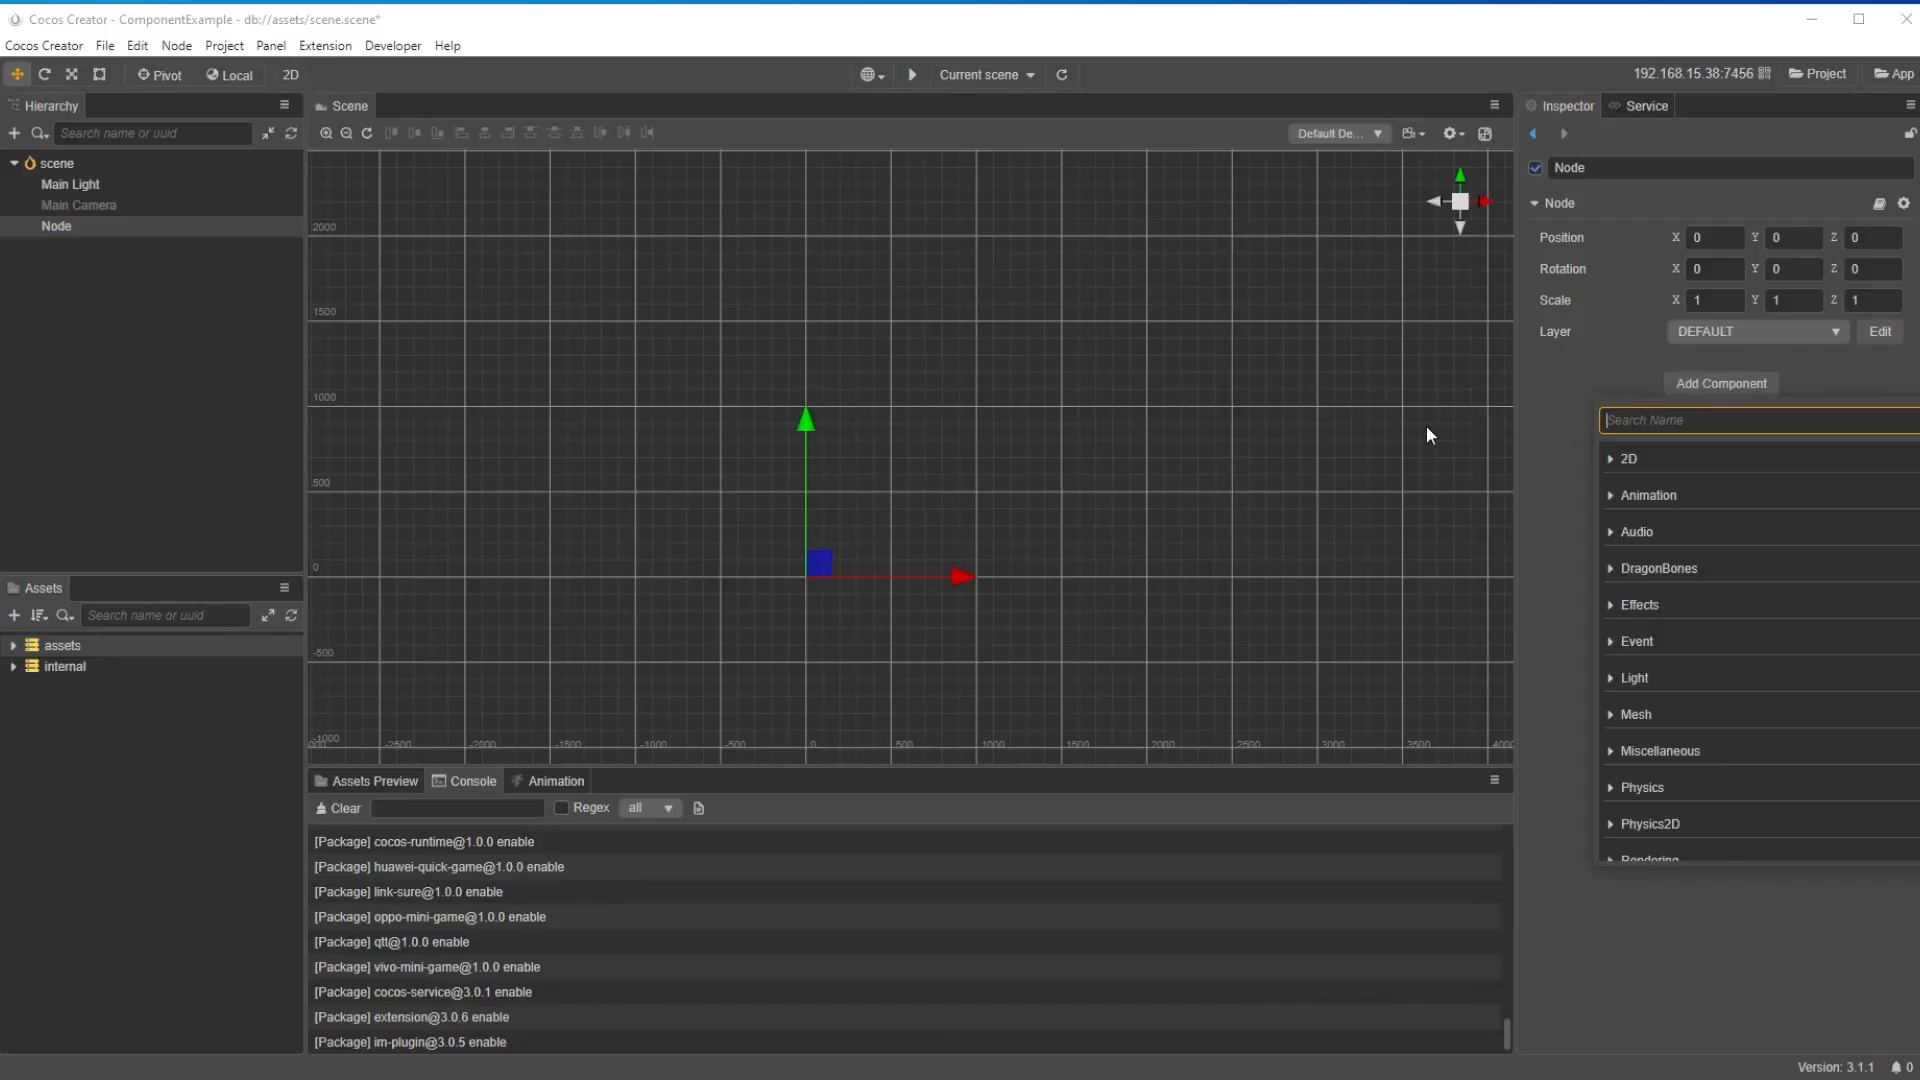 Cocos Creator - ComponentExample - db://assets/scene.scene*
Cocos Creator File Edit Node Project Panel Extension Developer Help
Pivot Local 2D Current scene 192.168.15.38:7456 Project App
Hierarchy
Search name or uuid
scene
Main Light
Main Camera
Node
Assets
Search name or uuid
assets
internal
Scene
Default De...
2000
1500
1000
500
0
-500
-1000
-2500 -2000 -1500 -1000 -500 0 500 1000 1500 2000 2500 3000 3500 4000
Assets Preview Console Animation
Clear Regex all
[Package] cocos-runtime@1.0.0 enable
[Package] huawei-quick-game@1.0.0 enable
[Package] link-sure@1.0.0 enable
[Package] oppo-mini-game@1.0.0 enable
[Package] qtt@1.0.0 enable
[Package] vivo-mini-game@1.0.0 enable
[Package] cocos-service@3.0.1 enable
[Package] extension@3.0.6 enable
[Package] im-plugin@3.0.5 enable
Inspector Service
Node
Node
Position X 0 Y 0 Z 0
Rotation X 0 Y 0 Z 0
Scale X 1 Y 1 Z 1
Layer DEFAULT Edit
Add Component
Search Name
2D
Animation
Audio
DragonBones
Effects
Event
Light
Mesh
Miscellaneous
Physics
Physics2D
Rendering
Version: 3.1.1 0